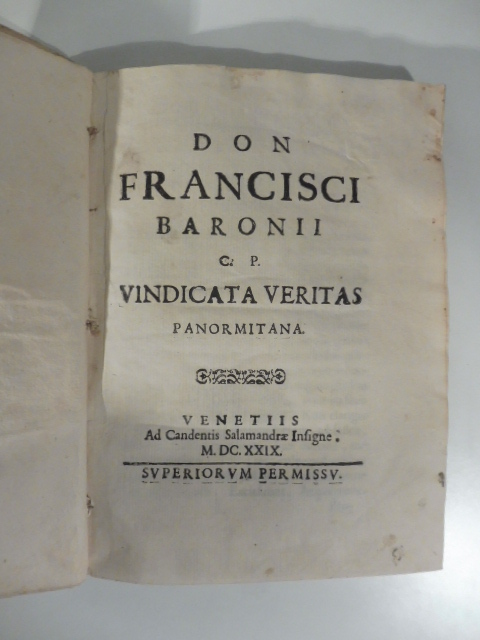 DON
FRANCISCI
BARONII
C. P.
VINDICATA VERITAS
PANORMITANA.
VENETIIS
Ad Candentis Salamandræ Insigne.
M. DC. XXIX.
SVPERIORVM PERMISSV.